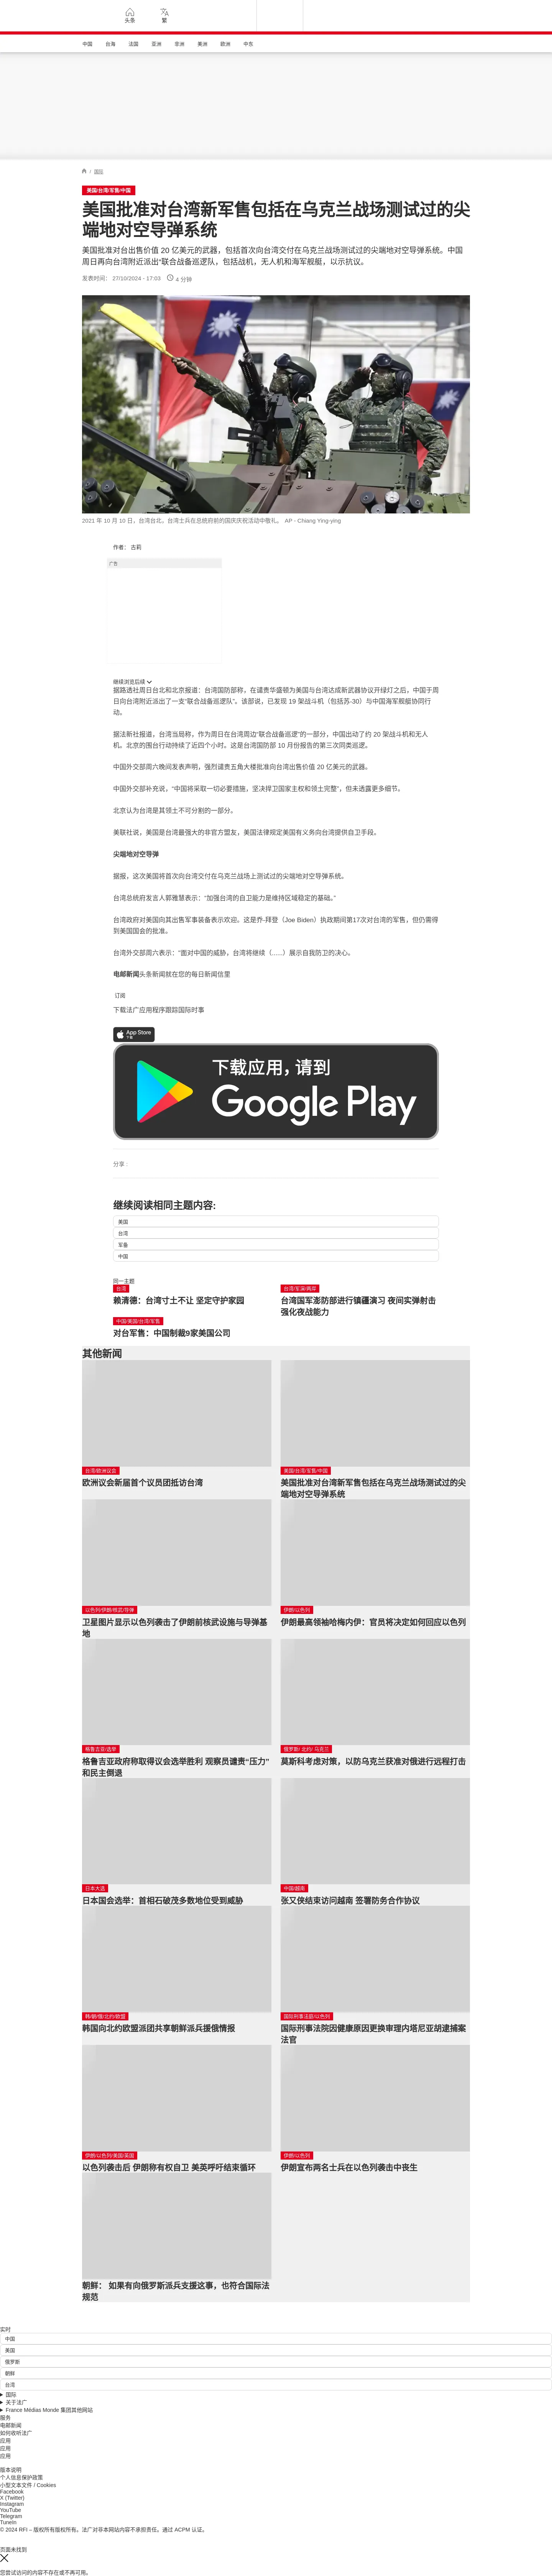 头条
繁
中国
台海
法国
亚洲
非洲
美洲
欧洲
中东
/ 国际
美国/台湾/军售/中国
美国批准对台湾新军售包括在乌克兰战场测试过的尖
端地对空导弹系统
美国批准对台出售价值 20 亿美元的武器，包括首次向台湾交付在乌克兰战场测试过的尖端地对空导弹系统。中国
周日再向台湾附近派出“联合战备巡逻队，包括战机，无人机和海军舰艇，以示抗议。
发表时间： 27/10/2024 - 17:03
4 分钟
2021 年 10 月 10 日，台湾台北，台湾士兵在总统府前的国庆庆祝活动中敬礼。 AP - Chiang Ying-ying
作者： 古莉
广告
继续浏览后续
据路透社周日台北和北京报道：台湾国防部称，在谴责华盛顿为美国与台湾达成新武器协议开绿灯之后，中国于周
日向台湾附近派出了一支“联合战备巡逻队”。该部说，已发现 19 架战斗机（包括苏-30）与中国海军舰艇协同行
动。
据法新社报道，台湾当局称，作为周日在台湾周边“联合战备巡逻”的一部分，中国出动了约 20 架战斗机和无人
机。北京的围台行动持续了近四个小时。这是台湾国防部 10 月份报告的第三次同类巡逻。
中国外交部周六晚间发表声明，强烈谴责五角大楼批准向台湾出售价值 20 亿美元的武器。
中国外交部补充说，“中国将采取一切必要措施，坚决捍卫国家主权和领土完整”，但未透露更多细节。
北京认为台湾是其领土不可分割的一部分。
美联社说，美国是台湾最强大的非官方盟友，美国法律规定美国有义务向台湾提供自卫手段。
尖端地对空导弹
据报，这次美国将首次向台湾交付在乌克兰战场上测试过的尖端地对空导弹系统。
台湾总统府发言人郭雅慧表示：“加强台湾的自卫能力是维持区域稳定的基础。”
台湾政府对美国向其出售军事装备表示欢迎。这是乔-拜登（Joe Biden）执政期间第17次对台湾的军售，但仍需得
到美国国会的批准。
台湾外交部周六表示："面对中国的威胁，台湾将继续（......）展示自我防卫的决心。
电邮新闻头条新闻就在您的每日新闻信里
订阅
下载法广应用程序跟踪国际时事
App Store
下载
下载应用，请到
Google Play
分享 :
继续阅读相同主题内容:
美国
台湾
军备
中国
同一主题
台湾
赖清德：台湾寸土不让 坚定守护家园
台湾/军演/两岸
台湾国军澎防部进行镇疆演习 夜间实弹射击
强化夜战能力
中国/美国/台湾/军售
对台军售：中国制裁9家美国公司
其他新闻
台湾/欧洲议会
欧洲议会新届首个议员团抵访台湾
美国/台湾/军售/中国
美国批准对台湾新军售包括在乌克兰战场测试过的尖
端地对空导弹系统
以色列/伊朗/核武/导弹
卫星图片显示以色列袭击了伊朗前核武设施与导弹基
地
伊朗/以色列
伊朗最高领袖哈梅内伊：官员将决定如何回应以色列
格鲁吉亚/选举
格鲁吉亚政府称取得议会选举胜利 观察员谴责“压力”
和民主倒退
俄罗斯/ 北约/ 乌克兰
莫斯科考虑对策，以防乌克兰获准对俄进行远程打击
日本大选
日本国会选举：首相石破茂多数地位受到威胁
中国/越南
张又侠结束访问越南 签署防务合作协议
韩/朝/俄/北约/欧盟
韩国向北约欧盟派团共享朝鲜派兵援俄情报
国际刑事法庭/以色列
国际刑事法院因健康原因更换审理内塔尼亚胡逮捕案
法官
伊朗/以色列/美国/英国
以色列袭击后 伊朗称有权自卫 美英呼吁结束循环
伊朗/以色列
伊朗宣布两名士兵在以色列袭击中丧生
朝鲜： 如果有向俄罗斯派兵支援这事，也符合国际法
规范
实时
中国
美国
俄罗斯
朝鲜
台湾
国际
关于法广
France Médias Monde 集团其他网站
服务
电邮新闻
如何收听法广
应用
应用
应用
版本说明
个人信息保护政策
小型文本文件 / Cookies
Facebook
X (Twitter)
Instagram
YouTube
Telegram
TuneIn
© 2024 RFI – 版权所有版权所有。法广对非本网站内容不承担责任。通过 ACPM 认证。
页面未找到
您尝试访问的内容不存在或不再可用。